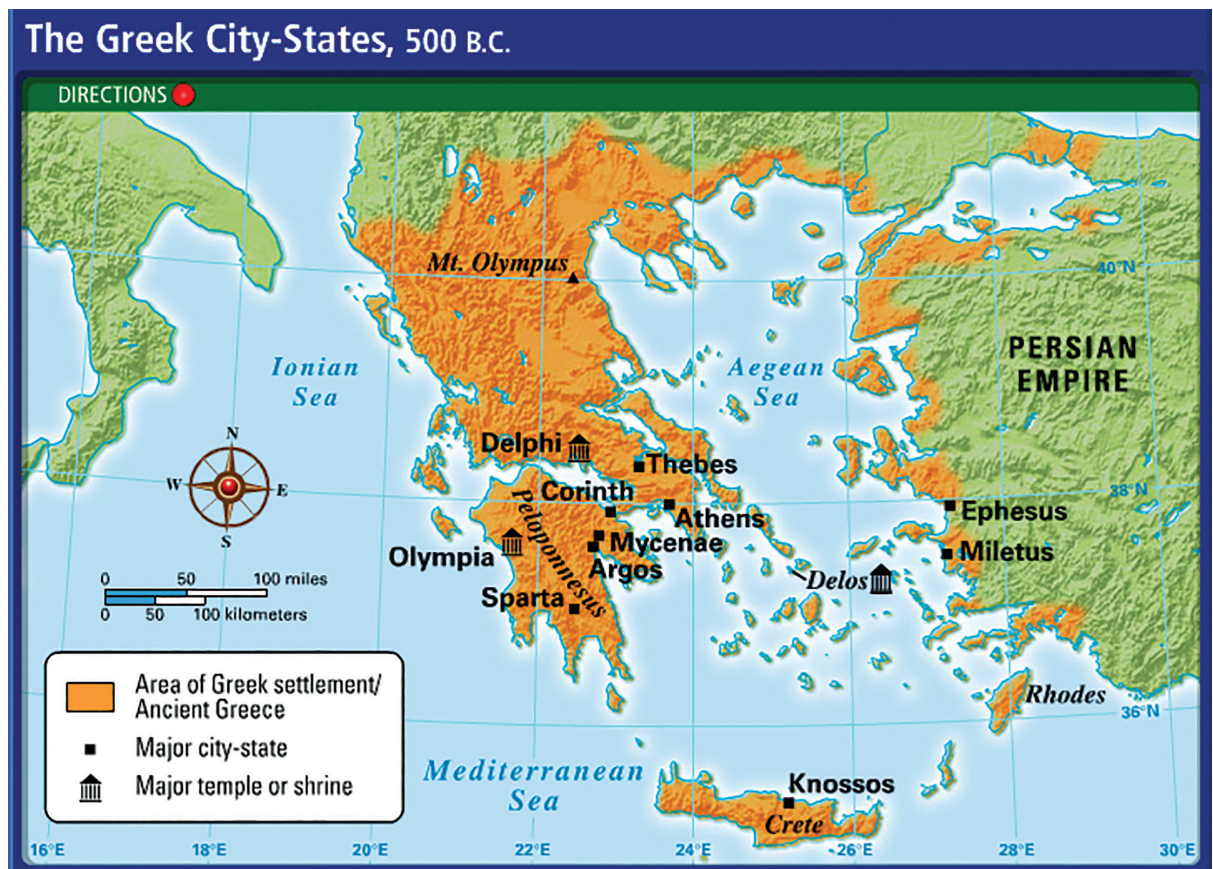 The Greek City-States, 500 B.C.
DIRECTIONS
Mt. Olympus
40°N
Ionian
Sea
Aegean
Sea
PERSIAN
EMPIRE
N
W
E
S
Delphi
Thebes
Corinth
Athens
38°N
Ephesus
Peloponnesus
Mycenae
Miletus
Olympia
Argos
Delos
Sparta
0 50 100 miles
0 50 100 kilometers
Area of Greek settlement/
Ancient Greece
Major city-state
Major temple or shrine
Rhodes
36°N
Mediterranean
Sea
Knossos
Crete
16°E 18°E 20°E 22°E 24°E 26°E 28°E 30°E